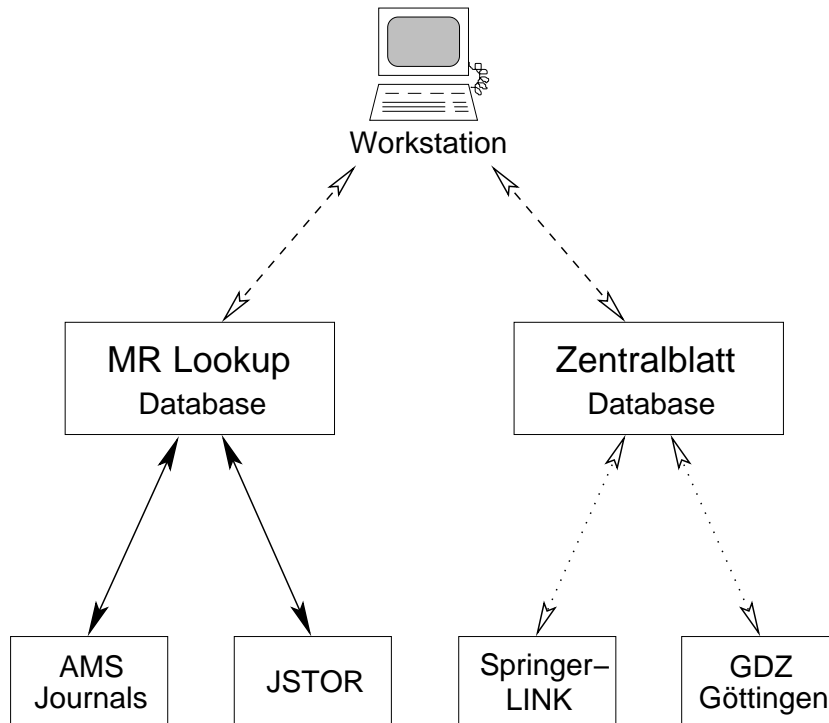 Workstation
MR Lookup
Database
Zentralblatt
Database
AMS
Journals
JSTOR
Springer–
LINK
GDZ
Göttingen